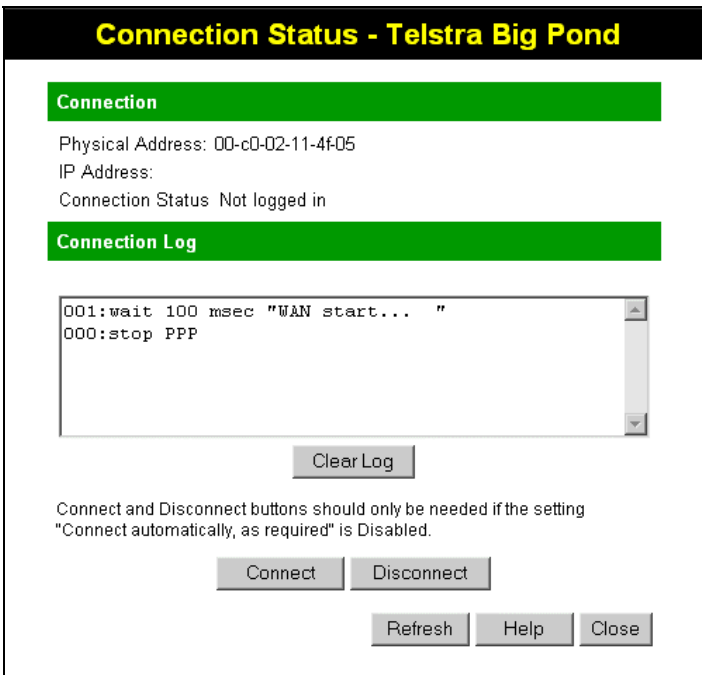 Connection Status - Telstra Big Pond
Connection
Physical Address: 00-c0-02-11-4f-05
IP Address:
Connection Status Not logged in
Connection Log
001:wait 100 msec "WAN start...  "
000:stop PPP
Clear Log
Connect and Disconnect buttons should only be needed if the setting
"Connect automatically, as required" is Disabled.
Connect Disconnect
Refresh Help Close